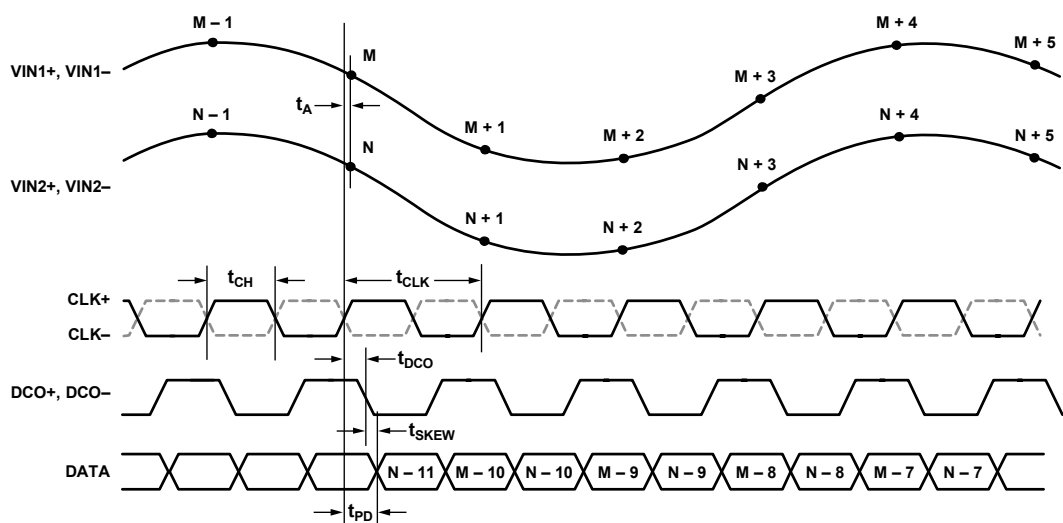 M – 1
M
M + 1
M + 2
M + 3
M + 4
M + 5
VIN1+, VIN1–
tA
N – 1
N
N + 1
N + 2
N + 3
N + 4
N + 5
VIN2+, VIN2–
tCH
tCLK
CLK+
CLK–
tDCO
DCO+, DCO–
tSKEW
DATA
N – 11
M – 10
N – 10
M – 9
N – 9
M – 8
N – 8
M – 7
N – 7
tPD